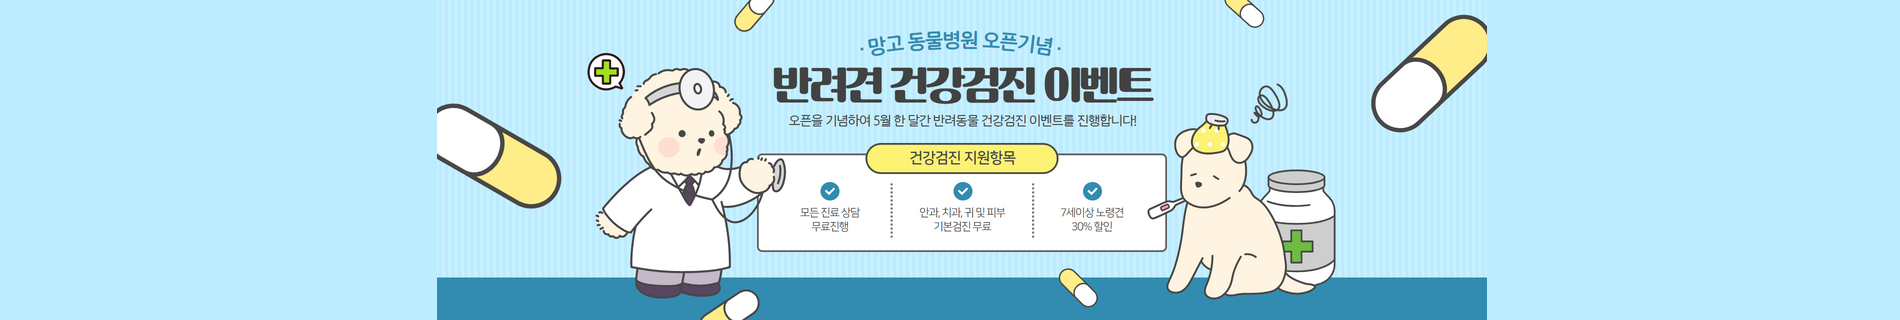 · 망고 동물병원 오픈기념 ·
반려견 건강검진 이벤트
오픈을 기념하여 5월 한 달간 반려동물 건강검진 이벤트를 진행합니다!
건강검진 지원항목
모든 진료 상담
무료진행
안과, 치과, 귀 및 피부
기본검진 무료
7세이상 노령견
30% 할인